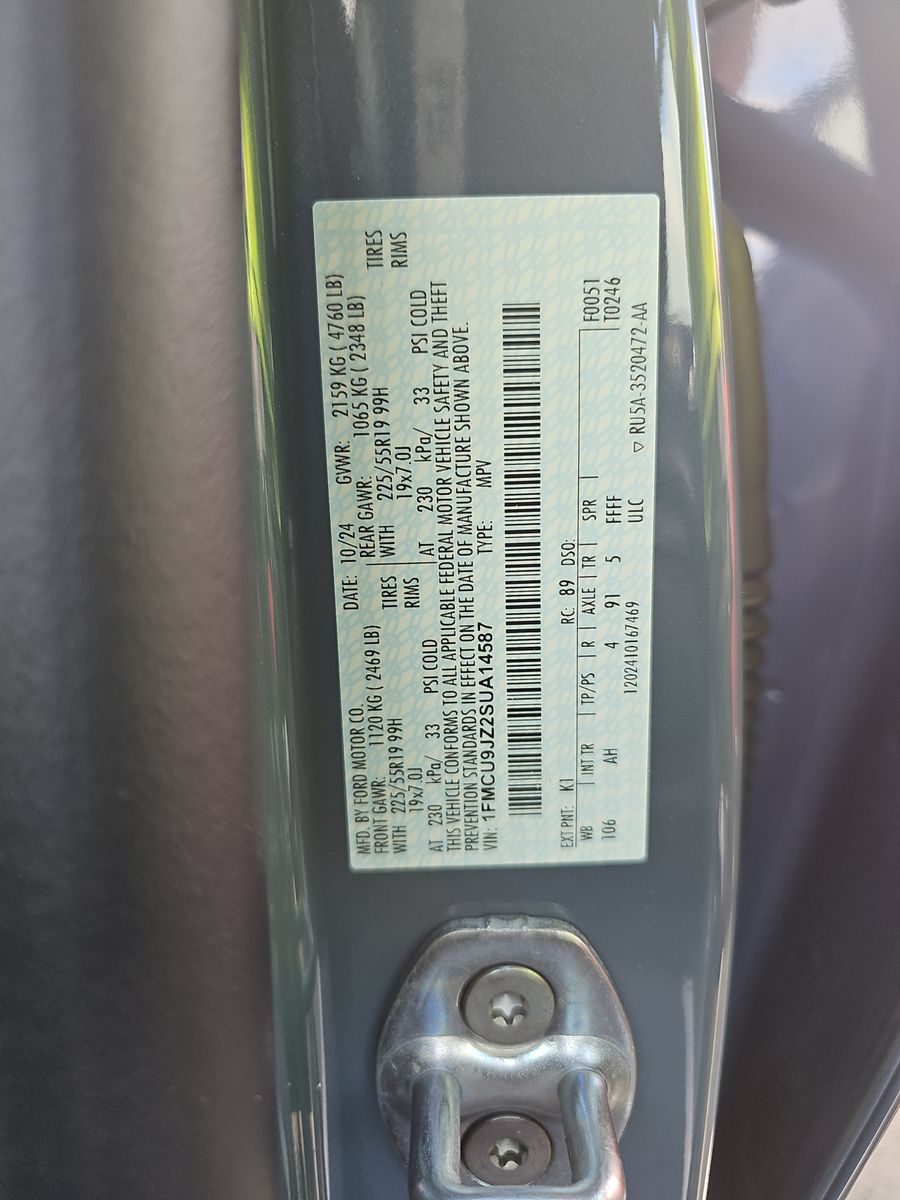 MFD. BY FORD MOTOR CO.
DATE: 10/24 GVWR: 2159 KG ( 4760 LB)
FRONT GAWR: 1120 KG ( 2469 LB) REAR GAWR: 1065 KG ( 2348 LB)
WITH 225/55R19 99H TIRES WITH 225/55R19 99H TIRES
19x7.0J RIMS 19x7.0J RIMS
AT 230 kPa/ 33 PSI COLD AT 230 kPa/ 33 PSI COLD
THIS VEHICLE CONFORMS TO ALL APPLICABLE FEDERAL MOTOR VEHICLE SAFETY AND THEFT
PREVENTION STANDARDS IN EFFECT ON THE DATE OF MANUFACTURE SHOWN ABOVE.
VIN: 1FMCU9JZ2SUA14587 TYPE: MPV
EXT PNT: K1 RC: 89 DSO: F0051
WB | INT TR | TP/PS | R | AXLE | TR | SPR | T0246
106 AH 4 91 5 FFFF
1202410167469 ULC ▽ RU5A-3520472-AA